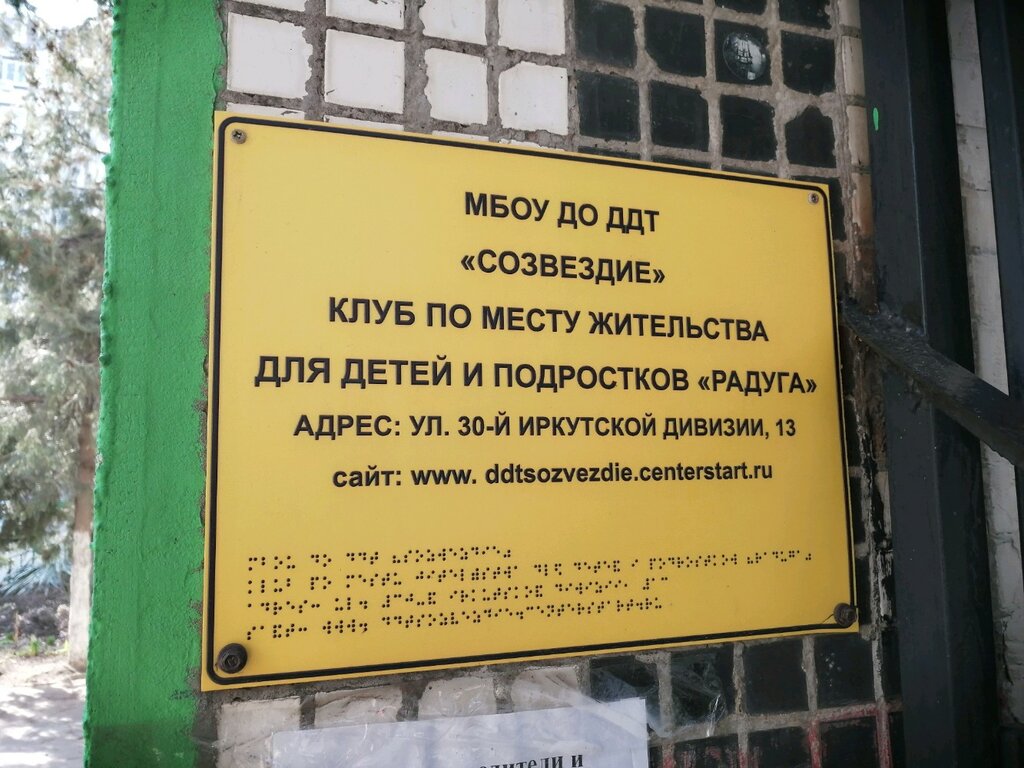 МБОУ ДО ДДТ
«СОЗВЕЗДИЕ»
КЛУБ ПО МЕСТУ ЖИТЕЛЬСТВА
ДЛЯ ДЕТЕЙ И ПОДРОСТКОВ «РАДУГА»
АДРЕС: УЛ. 30-Й ИРКУТСКОЙ ДИВИЗИИ, 13
сайт: www. ddtsozvezdie.centerstart.ru
и